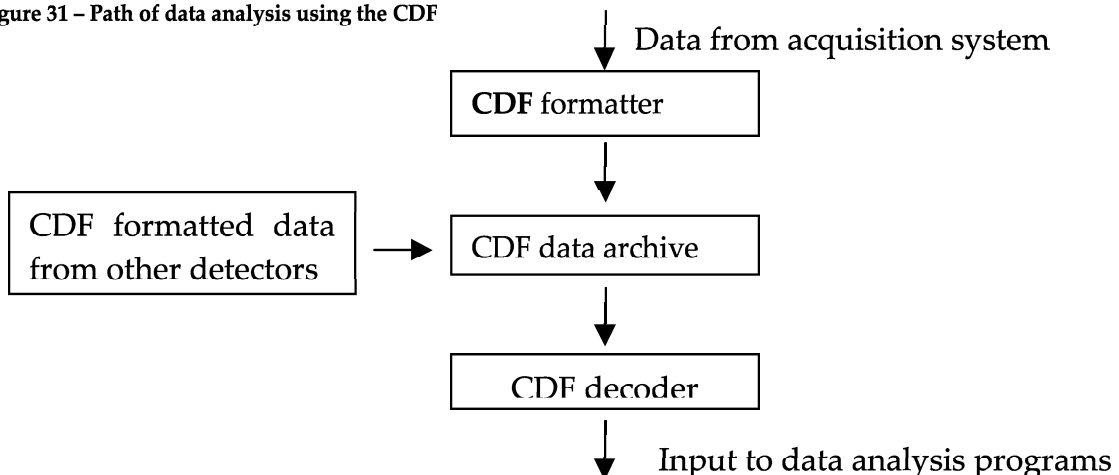 gure 31 – Path of data analysis using the CDF
Data from acquisition system
CDF formatter
CDF formatted data
from other detectors
CDF data archive
CDF decoder
Input to data analysis programs